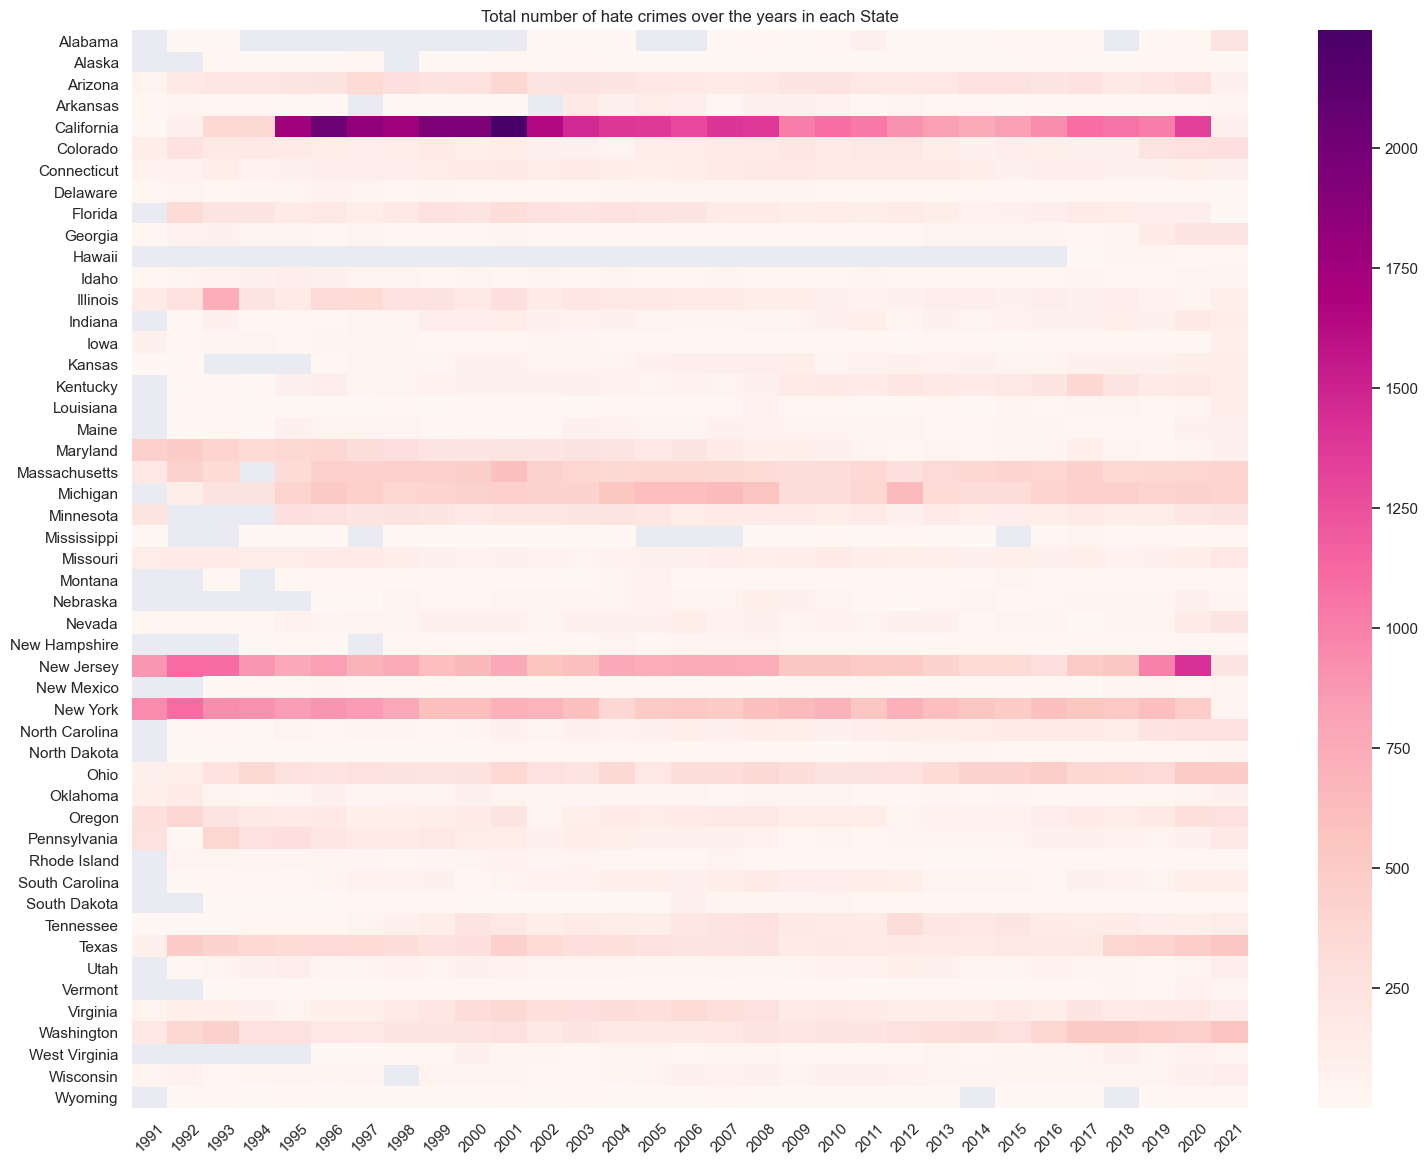 Total number of hate crimes over the years in each State
Alabama
Alaska
Arizona
Arkansas
California
Colorado
Connecticut
Delaware
Florida
Georgia
Hawaii
Idaho
Illinois
Indiana
Iowa
Kansas
Kentucky
Louisiana
Maine
Maryland
Massachusetts
Michigan
Minnesota
Mississippi
Missouri
Montana
Nebraska
Nevada
New Hampshire
New Jersey
New Mexico
New York
North Carolina
North Dakota
Ohio
Oklahoma
Oregon
Pennsylvania
Rhode Island
South Carolina
South Dakota
Tennessee
Texas
Utah
Vermont
Virginia
Washington
West Virginia
Wisconsin
Wyoming
1991 1992 1993 1994 1995 1996 1997 1998 1999 2000 2001 2002 2003 2004 2005 2006 2007 2008 2009 2010 2011 2012 2013 2014 2015 2016 2017 2018 2019 2020 2021
2000
1750
1500
1250
1000
750
500
250